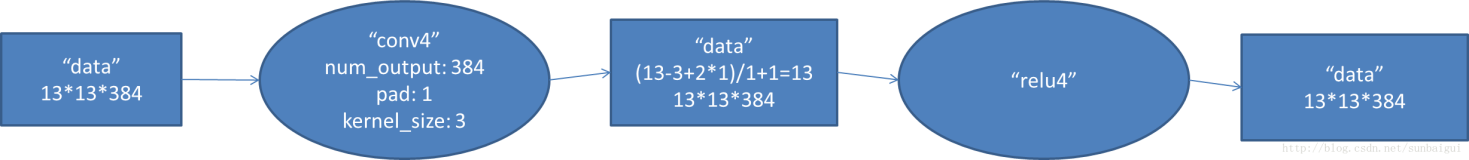 “data”
13*13*384
“conv4”
num_output: 384
pad: 1
kernel_size: 3
“data”
(13-3+2*1)/1+1=13
13*13*384
“relu4”
“data”
13*13*384
http://blog.csdn.net/sunbaigui